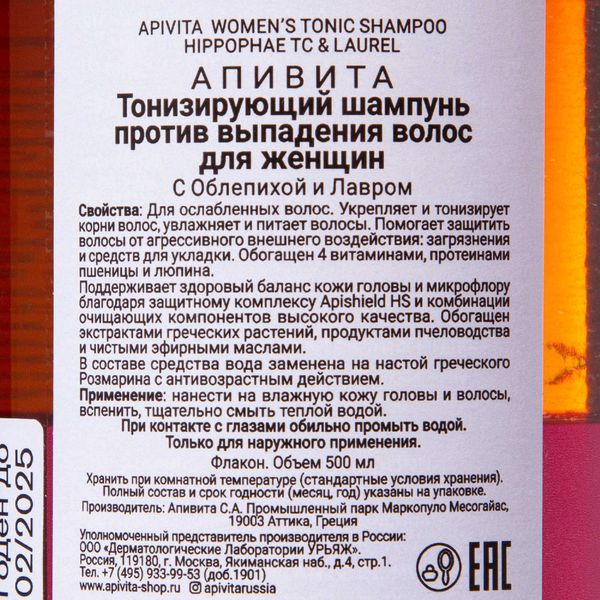 APIVITA WOMEN'S TONIC SHAMPOO
HIPPOPHAE TC & LAUREL
АПИВИТА
Тонизирующий шампунь
против выпадения волос
для женщин
С Облепихой и Лавром
Свойства: Для ослабленных волос. Укрепляет и тонизирует
корни волос, увлажняет и питает волосы. Помогает защитить
волосы от агрессивного внешнего воздействия: загрязнения
и средств для укладки. Обогащен 4 витаминами, протеинами
пшеницы и люпина.
Поддерживает здоровый баланс кожи головы и микрофлору
благодаря защитному комплексу Apishield HS и комбинации
очищающих компонентов высокого качества. Обогащен
экстрактами греческих растений, продуктами пчеловодства
и чистыми эфирными маслами.
В составе средства вода заменена на настой греческого
Розмарина с антивозрастным действием.
Применение: нанести на влажную кожу головы и волосы,
вспенить, тщательно смыть теплой водой.
При контакте с глазами обильно промыть водой.
Только для наружного применения.
Флакон. Объем 500 мл
Хранить при комнатной температуре (стандартные условия хранения).
Полный состав и срок годности (месяц, год) указаны на упаковке.
Производитель: Апивита С.А. Промышленный парк Маркопуло Месогайас,
19003 Аттика, Греция
Уполномоченный представитель производителя в России:
ООО «Дерматологические Лаборатории УРЬЯЖ».
Россия, 119180, г. Москва, Якиманская наб., д.4, стр.1.
Тел.+7 (495) 933-99-53 (доб.1901)
www.apivita-shop.ru apivitarussia
EAC
годен до
02/2025